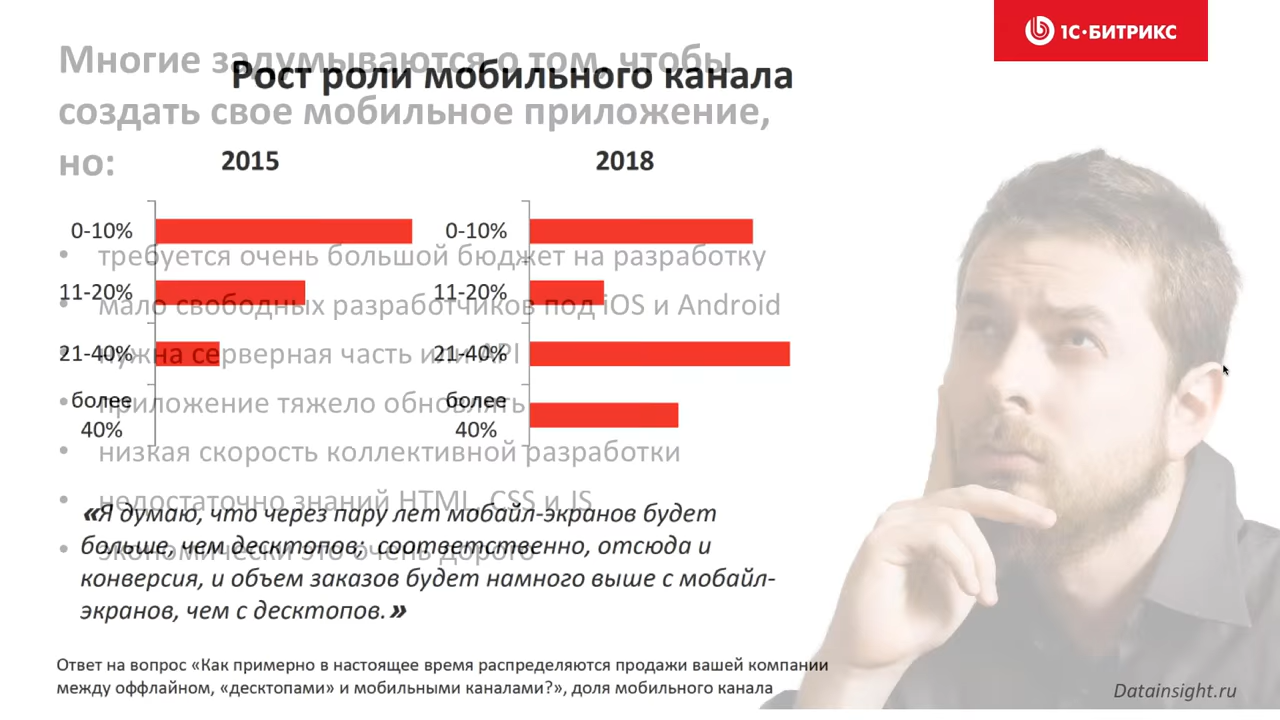 1С•БИТРИКС
Многие задумываются о том, чтобы
создать свое мобильное приложение,
но:
Рост роли мобильного канала
2015
0-10%
11-20%
21-40%
более
40%
2018
0-10%
11-20%
21-40%
более
40%
• требуется очень большой бюджет на разработку
• мало свободных разработчиков под iOS и Android
• нужна серверная часть или API
• приложение тяжело обновлять
• низкая скорость коллективной разработки
• недостаточно знаний HTML, CSS и JS
• экономически это очень дорого
«Я думаю, что через пару лет мобайл-экранов будет
больше, чем десктопов; соответственно, отсюда и
конверсия, и объем заказов будет намного выше с мобайл-
экранов, чем с десктопов.»
Ответ на вопрос «Как примерно в настоящее время распределяются продажи вашей компании
между оффлайном, «десктопами» и мобильными каналами?», доля мобильного канала
Datainsight.ru